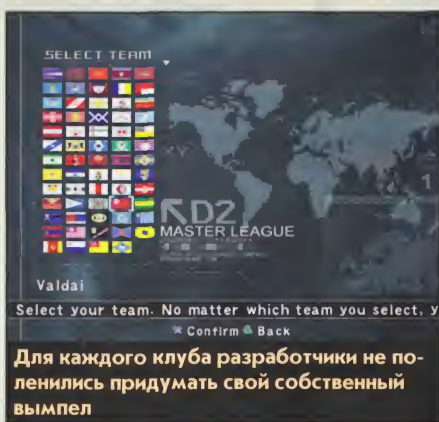 SELECT TEAM
D2
MASTER LEAGUE
Valdai
Select your team. No matter which team you select, y
Confirm Back
Для каждого клуба разработчики не по-
ленились придумать свой собственный
вымпел